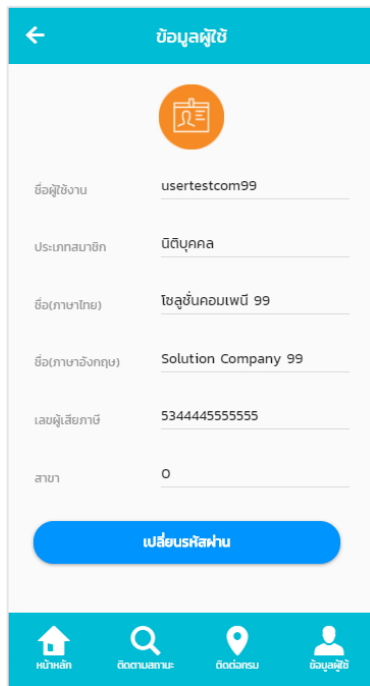 ข้อมูลผู้ใช้
ชื่อผู้ใช้งาน usertestcom99
ประเภทสมาชิก นิติบุคคล
ชื่อ(ภาษาไทย) โซลูชั่นคอมเพนี 99
ชื่อ(ภาษาอังกฤษ) Solution Company 99
เลขผู้เสียภาษี 5344445555555
สาขา 0
เปลี่ยนรหัสผ่าน
หน้าหลัก ติดตามสถานะ ติดต่อกรม ข้อมูลผู้ใช้